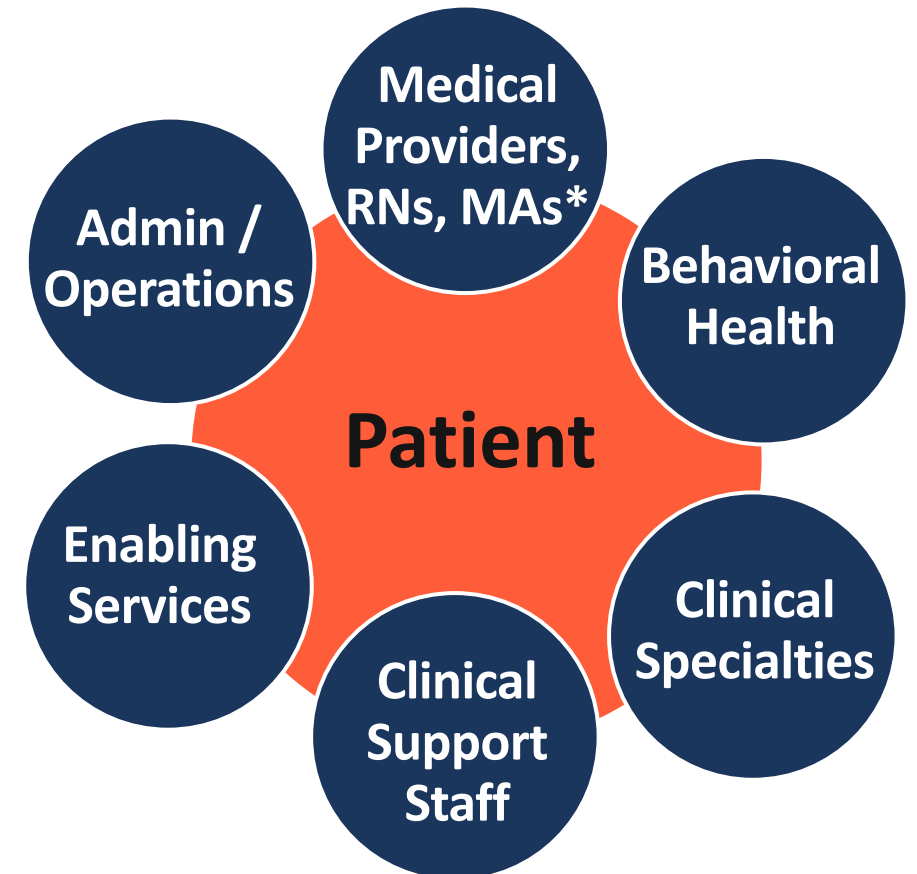 Medical
Providers,
RNs, MAs*
Admin /
Operations
Behavioral
Health
Patient
Enabling
Services
Clinical
Specialties
Clinical
Support
Staff